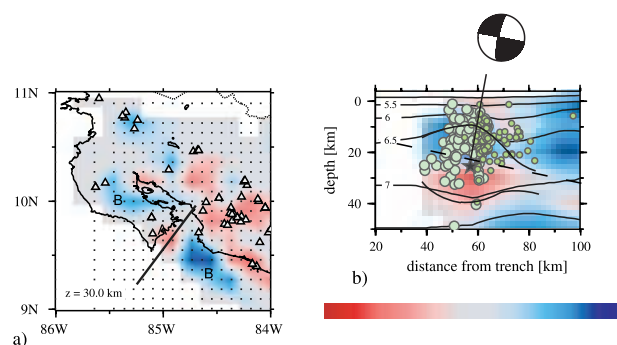 11N
10N
9N
86W
85W
84W
B
B
z = 30.0 km
a)
0
20
40
depth [km]
5.5
6
6.5
7
20
40
60
80
100
distance from trench [km]
b)